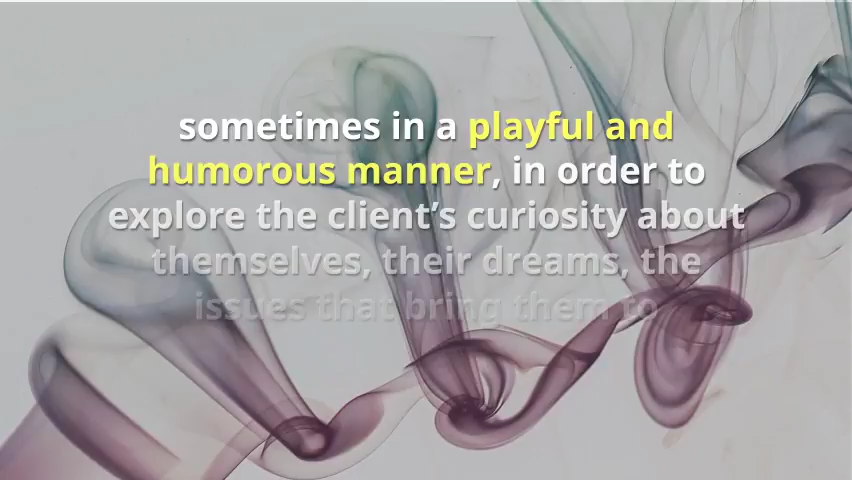 sometimes in a playful and
humorous manner, in order to
explore the client’s curiosity about
themselves, their dreams, the
issues that bring them to